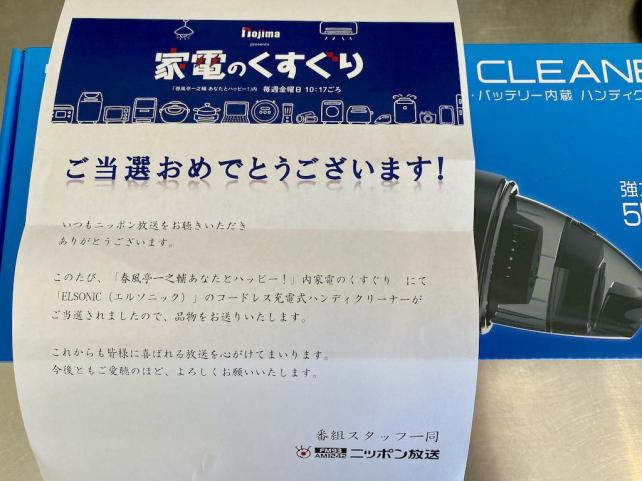 nojima
presents
家電のくすぐり
「春風亭一之輔 あなたとハッピー!」内 毎週金曜日 10:17ごろ
ご当選おめでとうございます!
いつもニッポン放送をお聴きいただき
ありがとうございます。
このたび、「春風亭一之輔あなたとハッピー!」内家電のくすぐり にて
「ELSONIC(エルソニック)」のコードレス充電式ハンディクリーナーが
ご当選されましたので、品物をお送りいたします。
これからも皆様に喜ばれる放送を心がけてまいります。
今後ともご愛聴のほど、よろしくお願いいたします。
番組スタッフ一同
FM93
AM1242
ニッポン放送
CLEANE
・バッテリー内蔵 ハンディク
強